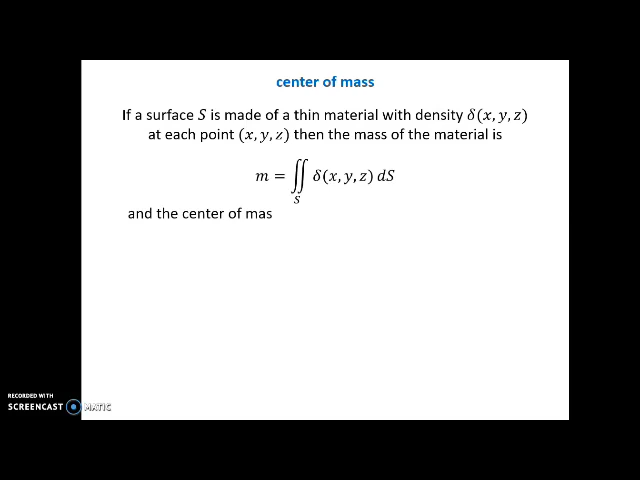 center of mass
If a surface S is made of a thin material with density δ(x, y, z)
at each point (x, y, z) then the mass of the material is
m = ∬ δ(x, y, z) dS
S
and the center of mas
RECORDED WITH
SCREENCAST MATIC